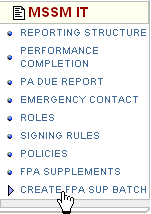 MSSM IT
REPORTING STRUCTURE
PERFORMANCE
COMPLETION
PA DUE REPORT
EMERGENCY CONTACT
ROLES
SIGNING RULES
POLICIES
FPA SUPPLEMENTS
CREATE FPA SUP BATCH